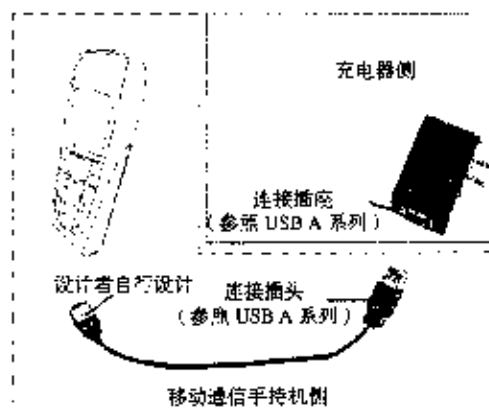 充电器侧
连接插座
（参照 USB A 系列）
设计者自行设计
连接插头
（参照 USB A 系列）
移动通信手持机侧